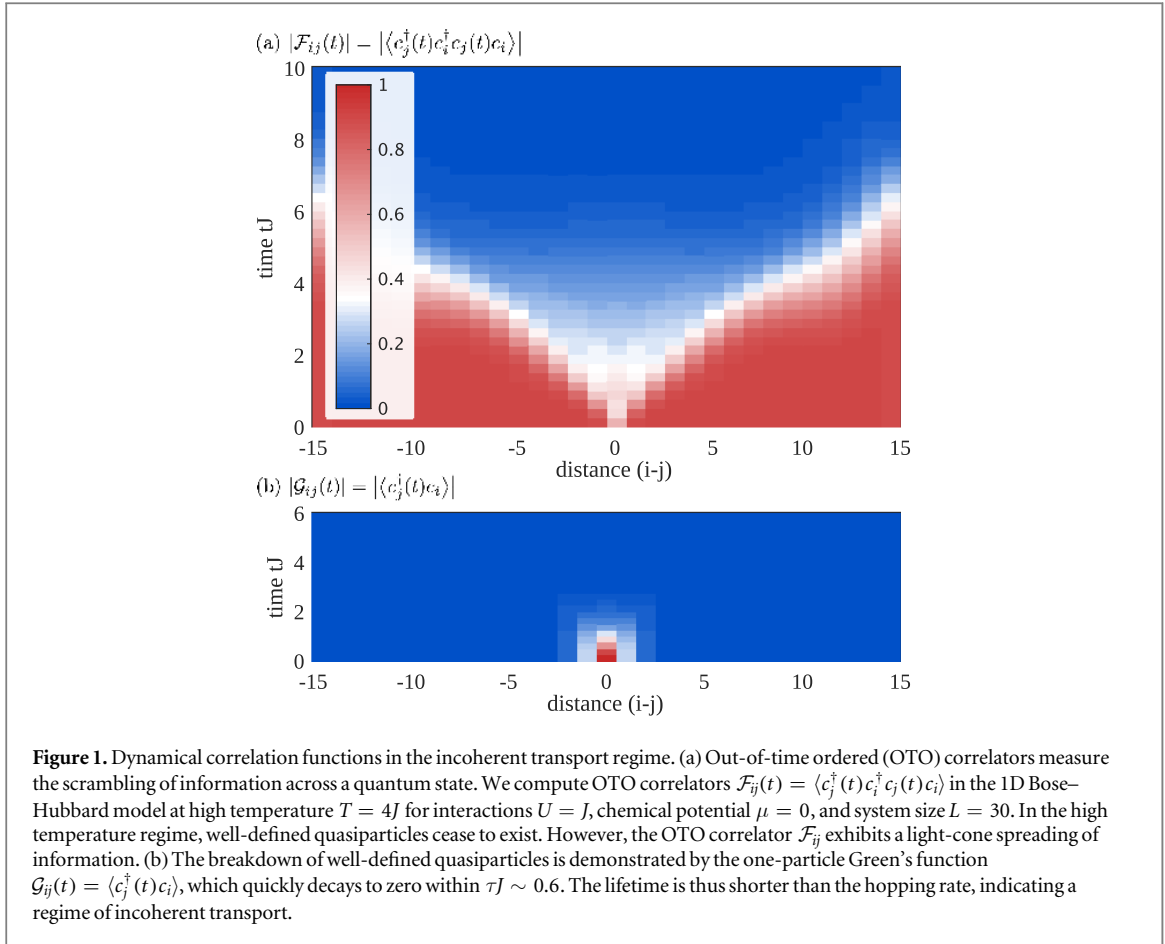 (a) |𝓕ij(t)| − |⟨c†j(t)c†icj(t)ci⟩|
10
8
6
4
2
0
time tJ
1
0.8
0.6
0.4
0.2
0
-15 -10 -5 0 5 10 15
distance (i-j)
(b) |𝒢ij(t)| = |⟨c†j(t)ci⟩|
6
4
2
0
time tJ
-15 -10 -5 0 5 10 15
distance (i-j)
Figure 1. Dynamical correlation functions in the incoherent transport regime. (a) Out-of-time ordered (OTO) correlators measure
the scrambling of information across a quantum state. We compute OTO correlators 𝓕ij(t) = ⟨c†j(t)c†icj(t)ci⟩ in the 1D Bose–
Hubbard model at high temperature T = 4J for interactions U = J, chemical potential μ = 0, and system size L = 30. In the high
temperature regime, well-defined quasiparticles cease to exist. However, the OTO correlator 𝓕ij exhibits a light-cone spreading of
information. (b) The breakdown of well-defined quasiparticles is demonstrated by the one-particle Green's function
𝒢ij(t) = ⟨c†j(t)ci⟩, which quickly decays to zero within τJ ∼ 0.6. The lifetime is thus shorter than the hopping rate, indicating a
regime of incoherent transport.